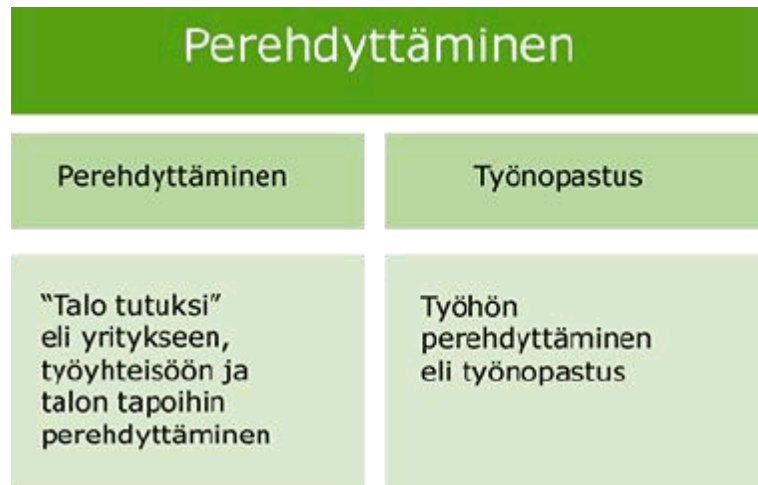 Perehdyttäminen
Perehdyttäminen
Työnopastus
"Talo tutuksi"
eli yritykseen,
työyhteisöön ja
talon tapoihin
perehdyttäminen
Työhön
perehdyttäminen
eli työnopastus